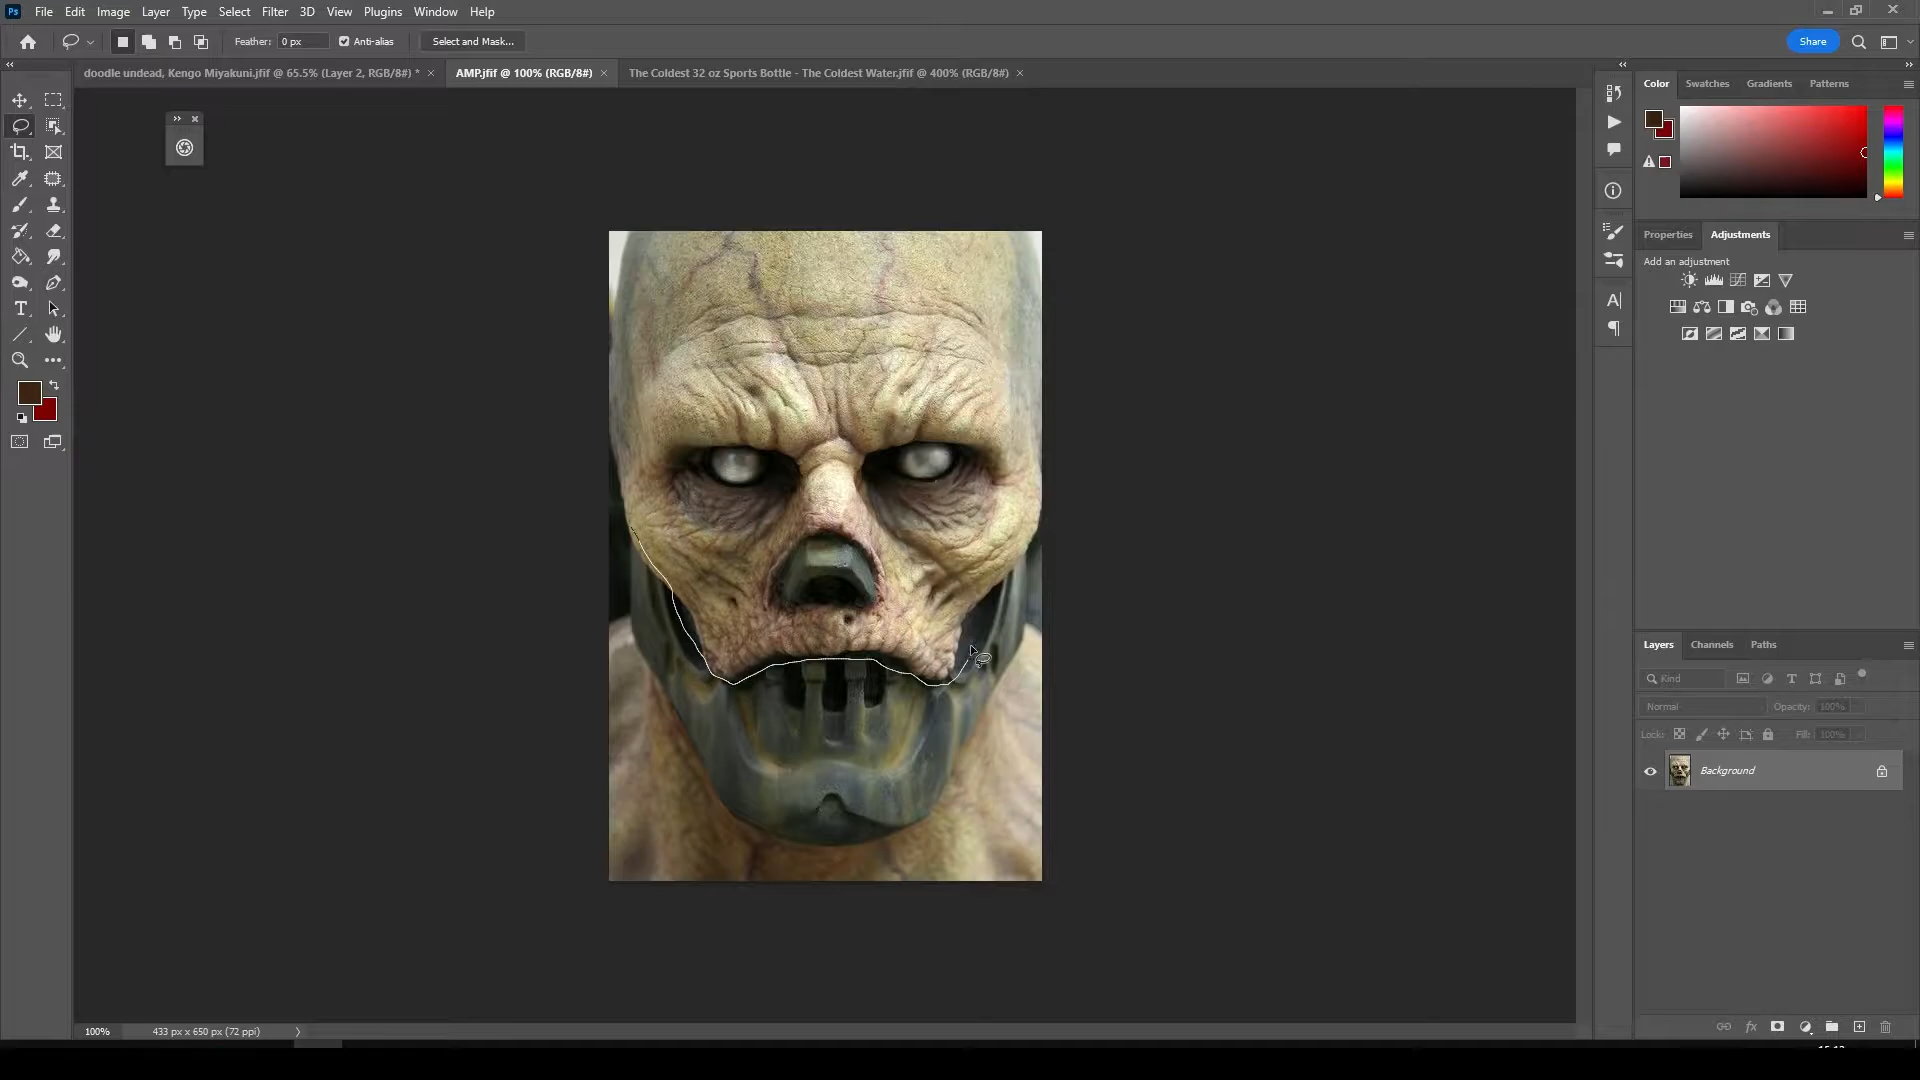 Ps File Edit Image Layer Type Select Filter 3D View Plugins Window Help
Feather: 0 px Anti-alias Select and Mask... Share
doodle undead, Kengo Miyakuni.jfif @ 65.5% (Layer 2, RGB/8#) * × AMP.jfif @ 100% (RGB/8#) × The Coldest 32 oz Sports Bottle - The Coldest Water.jfif @ 400% (RGB/8#) ×
Color Swatches Gradients Patterns
Properties Adjustments
Add an adjustment
Layers Channels Paths
Kind
Normal Opacity: 100%
Lock: Fill: 100%
Background
100% 433 px x 650 px (72 ppi)